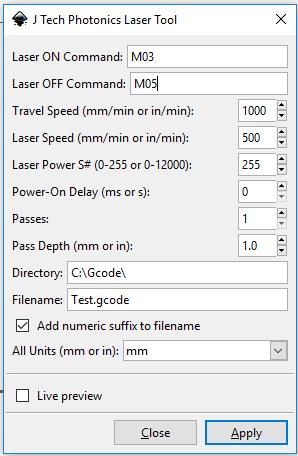 J Tech Photonics Laser Tool
Laser ON Command: M03
Laser OFF Command: M05
Travel Speed (mm/min or in/min): 1000
Laser Speed (mm/min or in/min): 500
Laser Power S# (0-255 or 0-12000): 255
Power-On Delay (ms or s): 0
Passes: 1
Pass Depth (mm or in): 1.0
Directory: C:\Gcode\
Filename: Test.gcode
Add numeric suffix to filename
All Units (mm or in): mm
Live preview
Close Apply